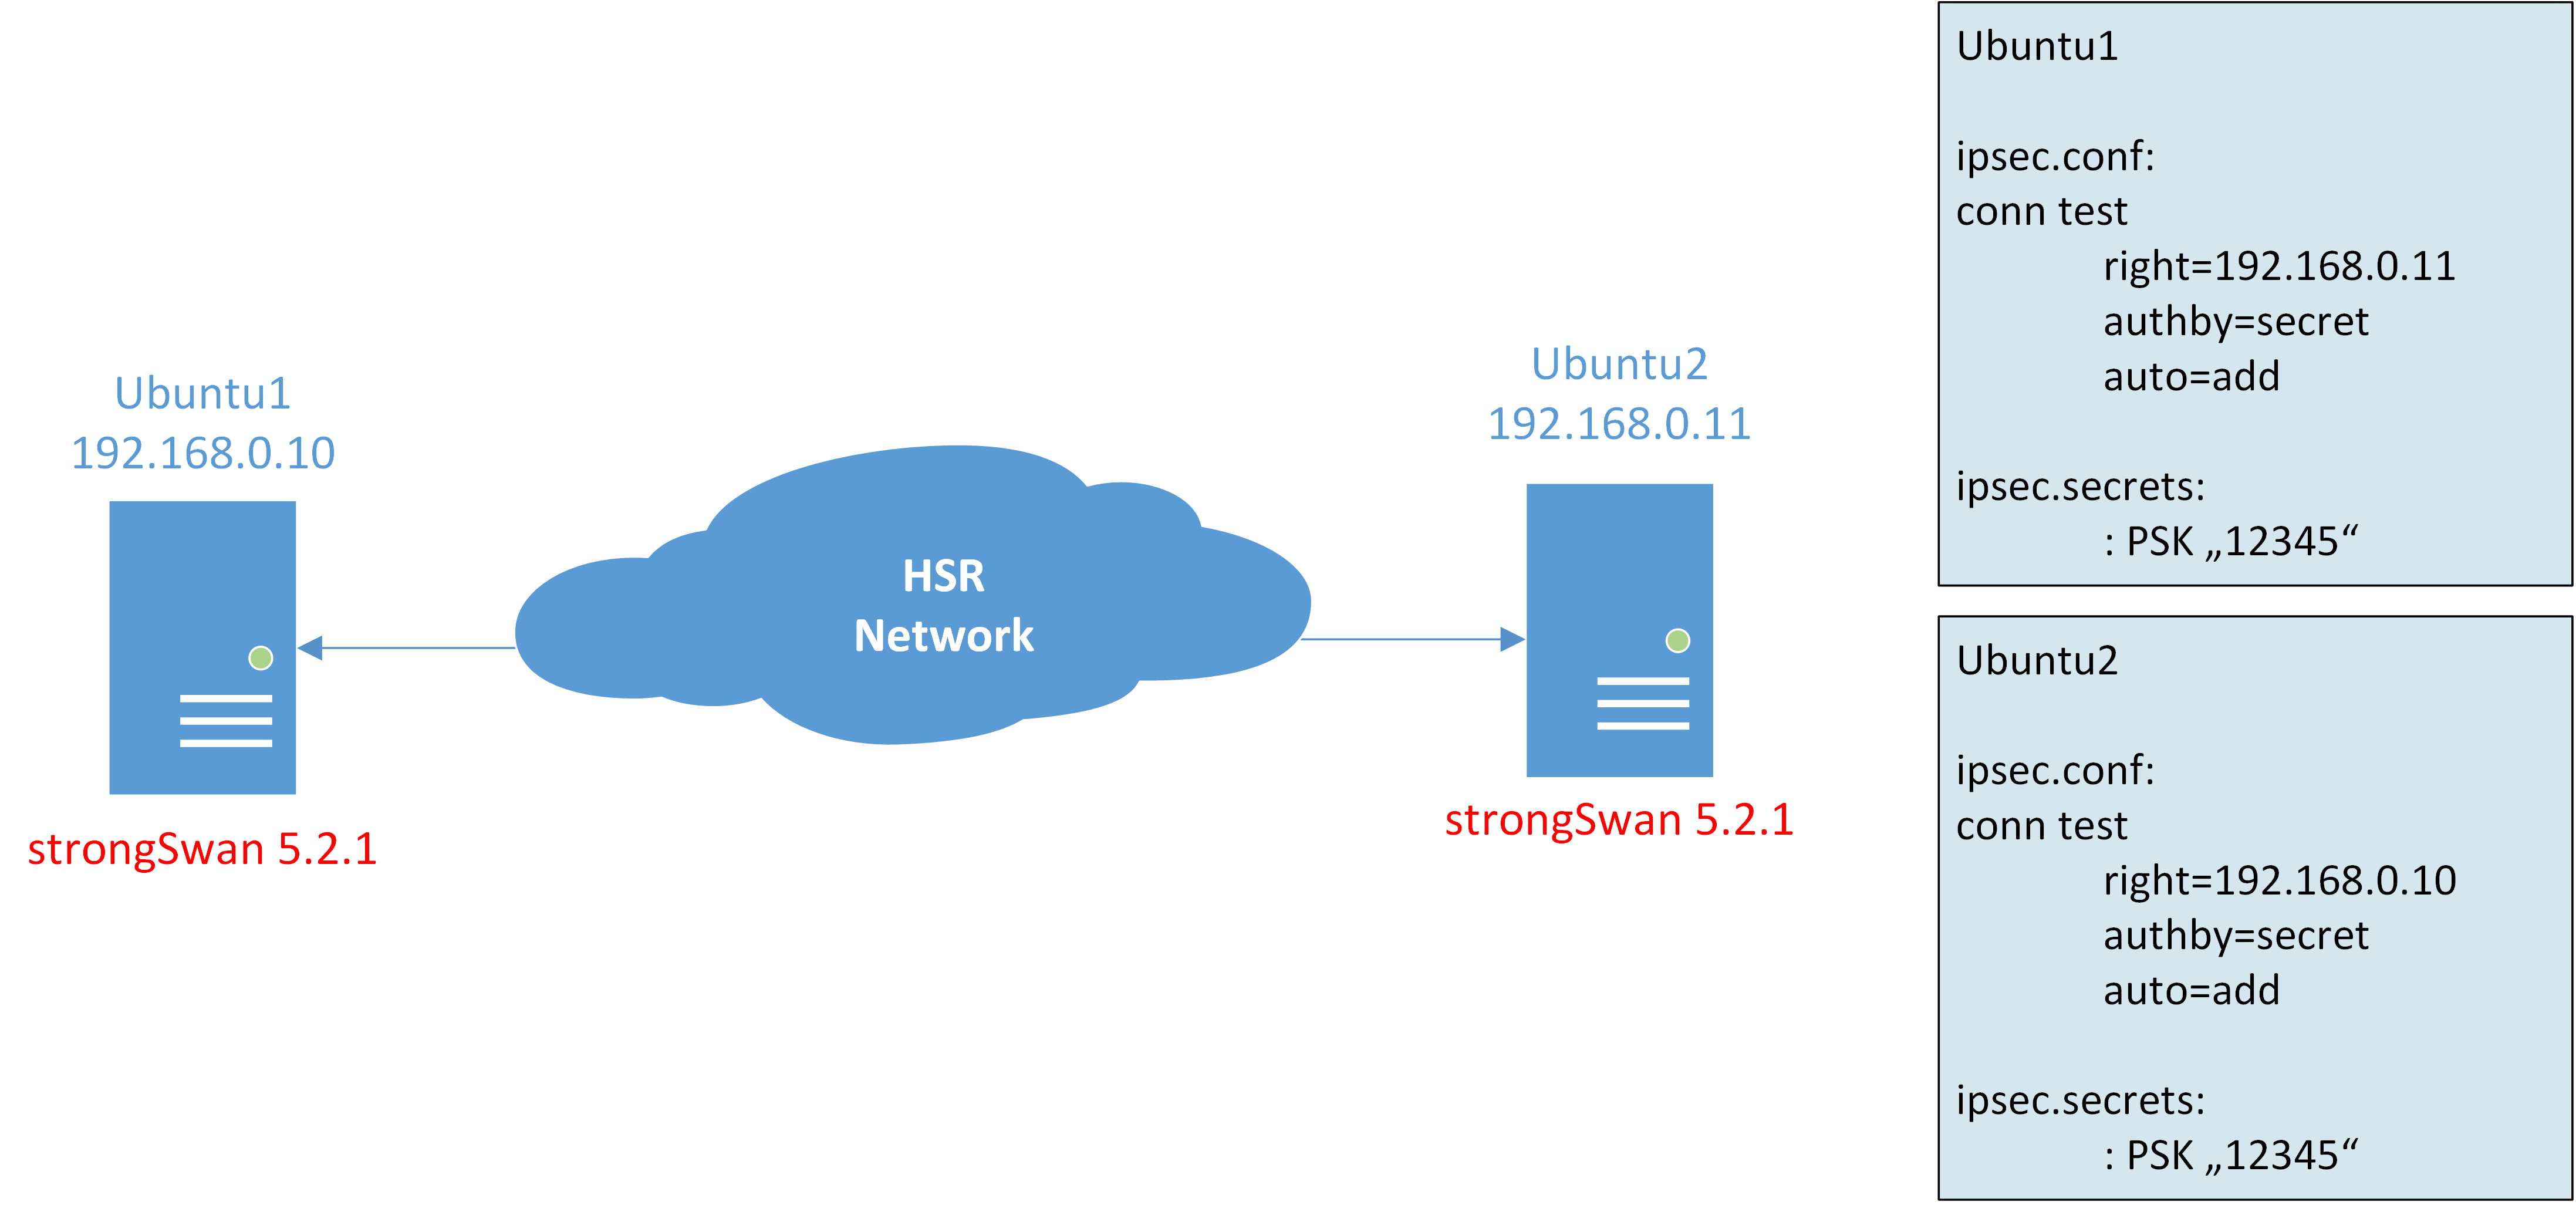 Ubuntu1
192.168.0.10
strongSwan 5.2.1
HSR
Network
Ubuntu2
192.168.0.11
strongSwan 5.2.1
Ubuntu1
ipsec.conf:
conn test
right=192.168.0.11
authby=secret
auto=add
ipsec.secrets:
: PSK „12345“
Ubuntu2
ipsec.conf:
conn test
right=192.168.0.10
authby=secret
auto=add
ipsec.secrets:
: PSK „12345“